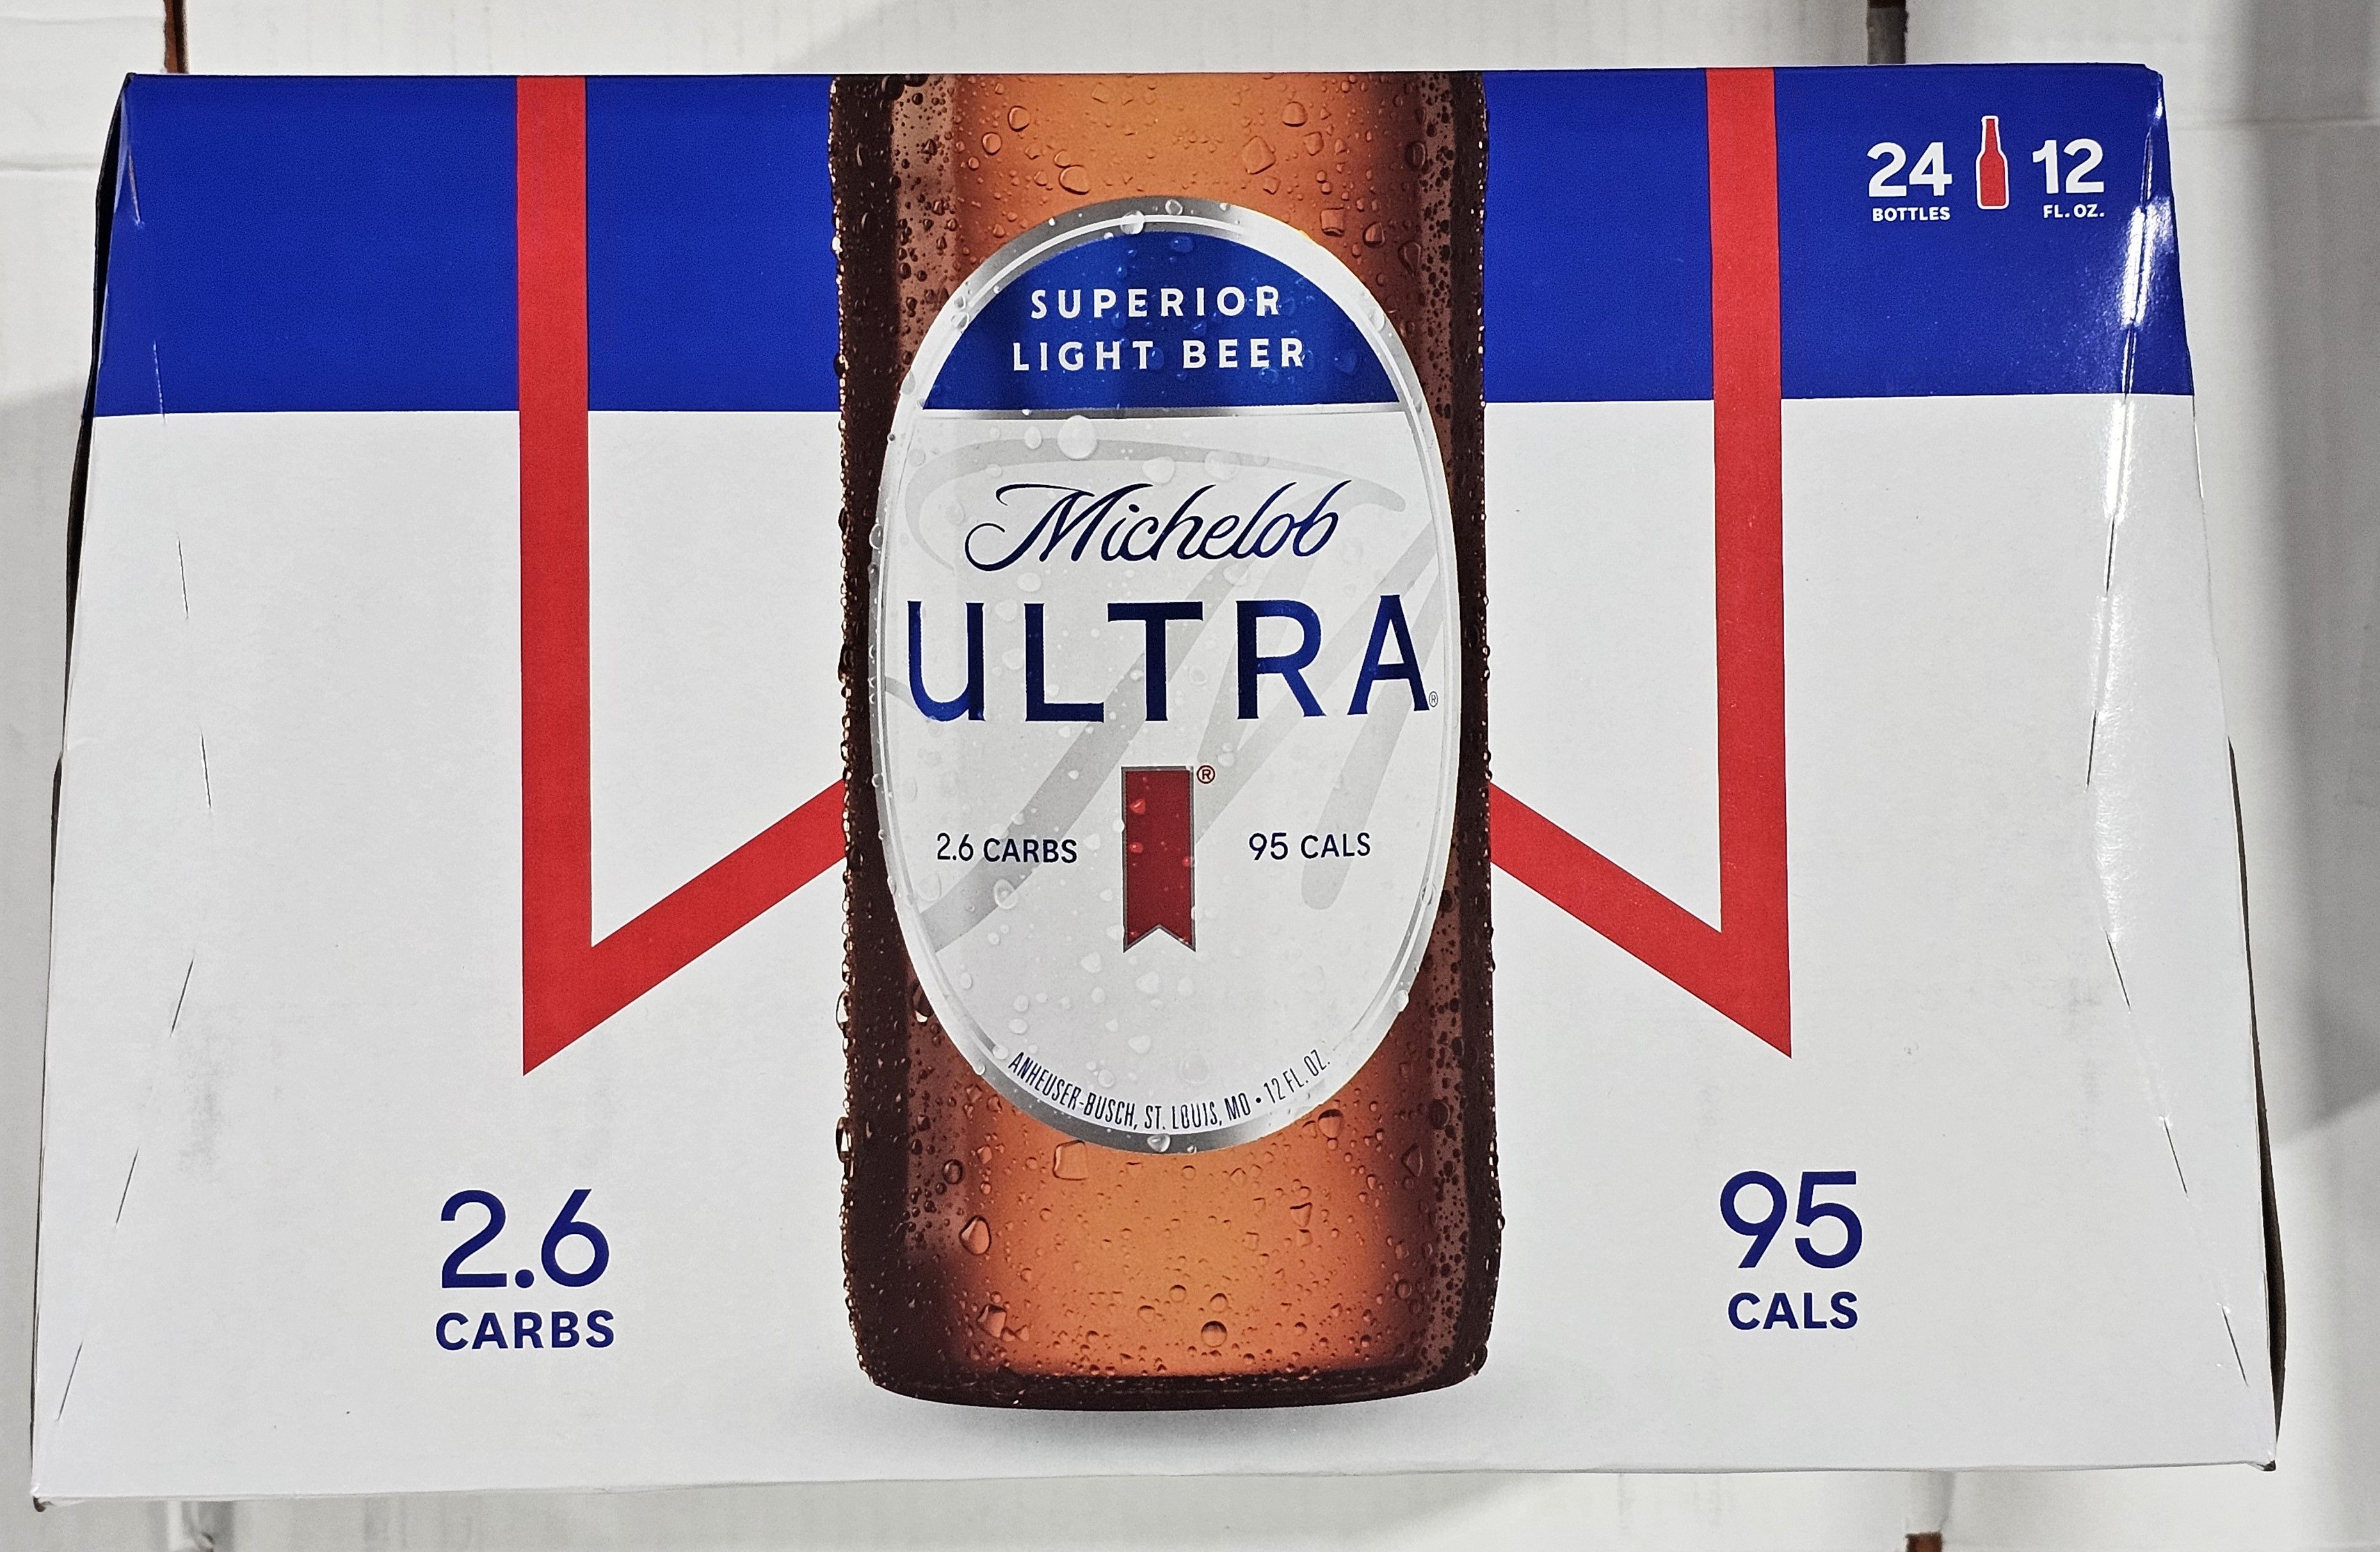 24 12
BOTTLES FL. OZ.
SUPERIOR
LIGHT BEER
Michelob
ULTRA®
®
2.6 CARBS 95 CALS
ANHEUSER-BUSCH, ST. LOUIS, MO • 12 FL. OZ.
2.6
CARBS
95
CALS